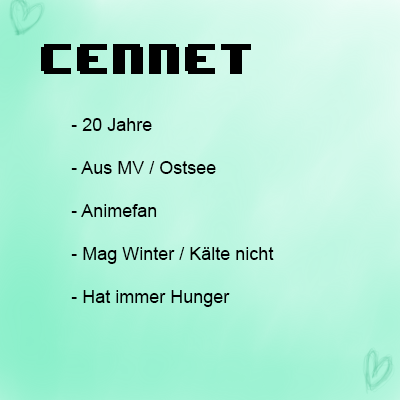 CENNET
- 20 Jahre
- Aus MV / Ostsee
- Animefan
- Mag Winter / Kälte nicht
- Hat immer Hunger